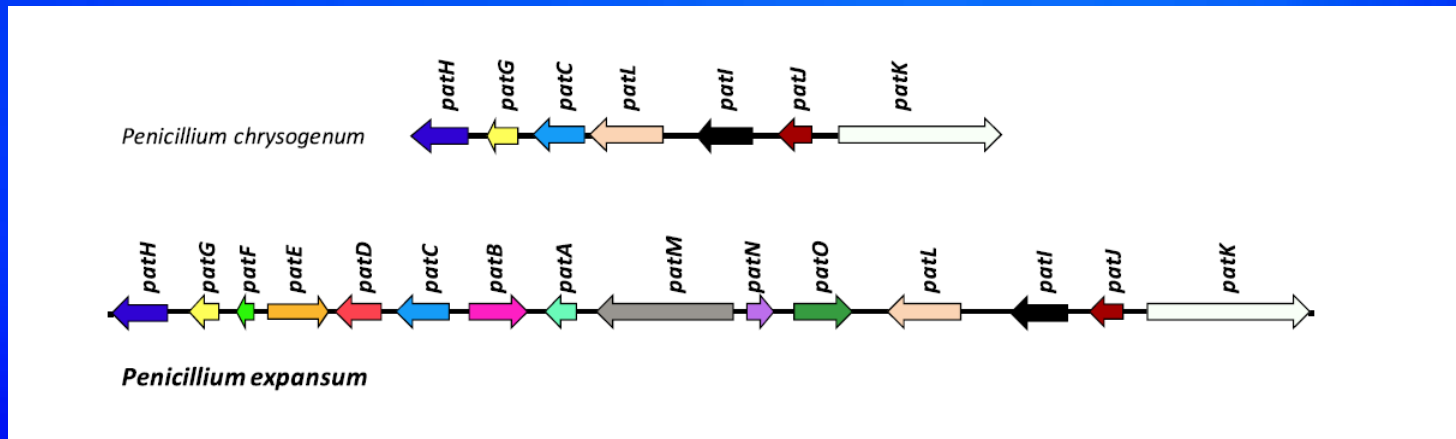 patH patG patC patL patI patJ patK
Penicillium chrysogenum
patH patG patF patE patD patC patB patA patM patN patO patL patI patJ patK
Penicillium expansum